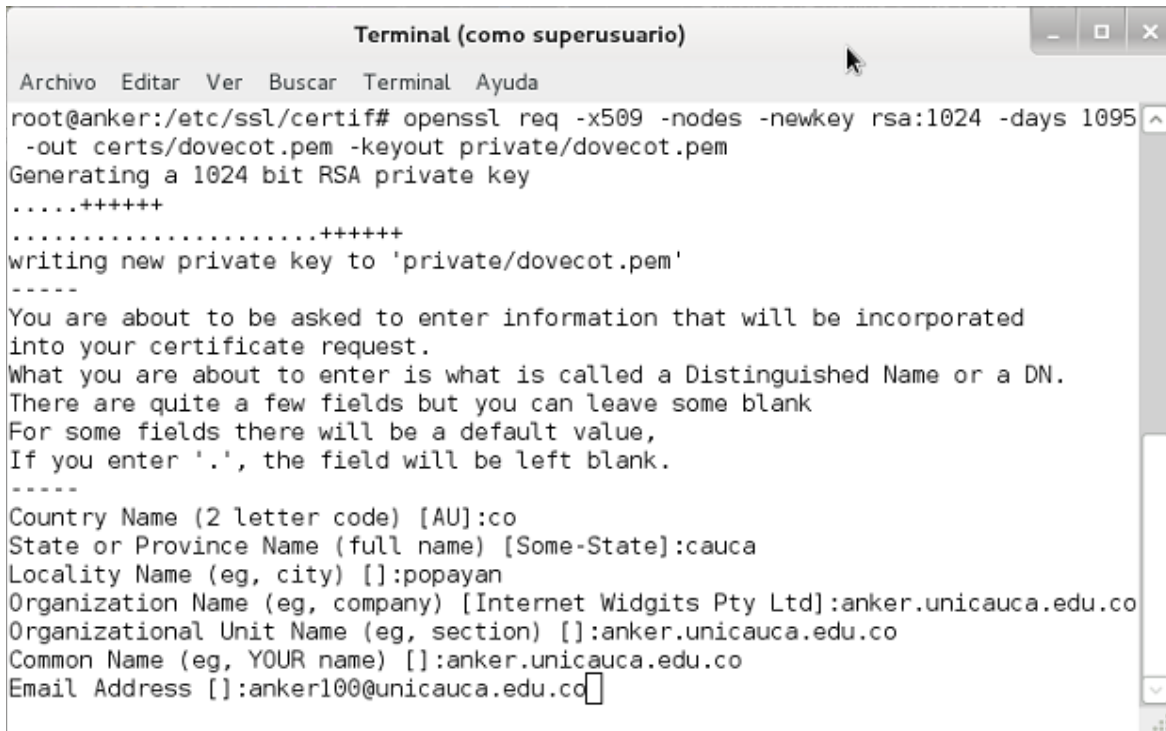 Terminal (como superusuario)
Archivo Editar Ver Buscar Terminal Ayuda
root@anker:/etc/ssl/certif# openssl req -x509 -nodes -newkey rsa:1024 -days 1095
 -out certs/dovecot.pem -keyout private/dovecot.pem
Generating a 1024 bit RSA private key
.....++++++
......................++++++
writing new private key to 'private/dovecot.pem'
-----
You are about to be asked to enter information that will be incorporated
into your certificate request.
What you are about to enter is what is called a Distinguished Name or a DN.
There are quite a few fields but you can leave some blank
For some fields there will be a default value,
If you enter '.', the field will be left blank.
-----
Country Name (2 letter code) [AU]:co
State or Province Name (full name) [Some-State]:cauca
Locality Name (eg, city) []:popayan
Organization Name (eg, company) [Internet Widgits Pty Ltd]:anker.unicauca.edu.co
Organizational Unit Name (eg, section) []:anker.unicauca.edu.co
Common Name (eg, YOUR name) []:anker.unicauca.edu.co
Email Address []:anker100@unicauca.edu.co